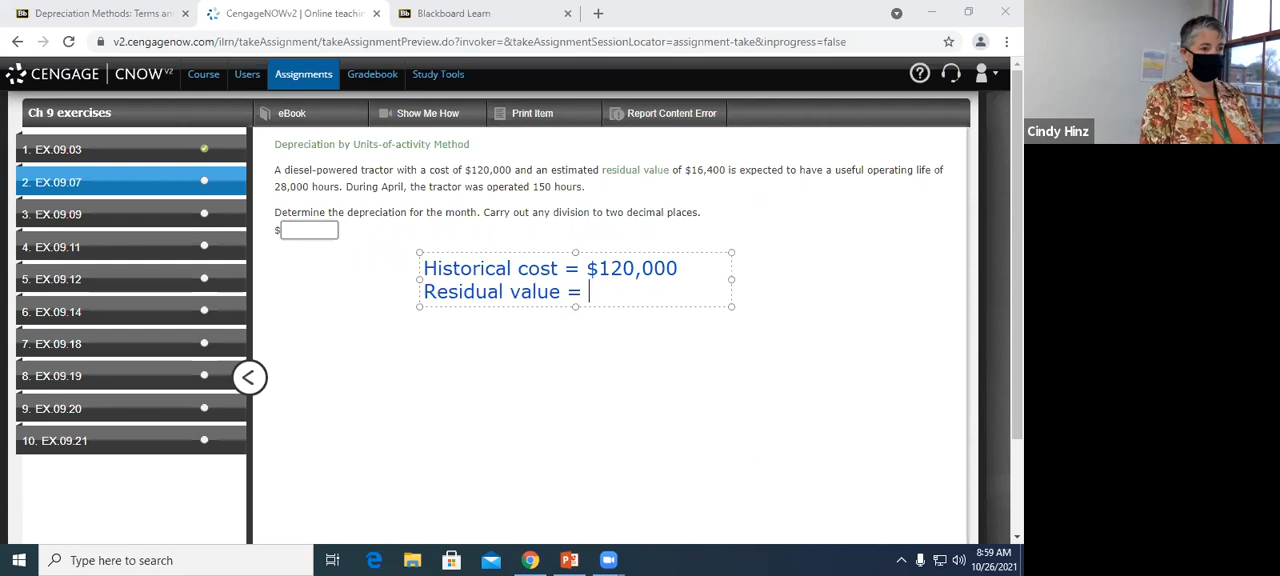 Depreciation Methods: Terms an
CengageNOWv2 | Online teachin
Blackboard Learn
v2.cengagenow.com/ilrn/takeAssignment/takeAssignmentPreview.do?invoker=&takeAssignmentSessionLocator=assignment-take&inprogress=false
CENGAGE | CNOWv2
Course
Users
Assignments
Gradebook
Study Tools
Ch 9 exercises
eBook
Show Me How
Print Item
Report Content Error
1. EX.09.03
2. EX.09.07
3. EX.09.09
4. EX.09.11
5. EX.09.12
6. EX.09.14
7. EX.09.18
8. EX.09.19
9. EX.09.20
10. EX.09.21
Depreciation by Units-of-activity Method
A diesel-powered tractor with a cost of $120,000 and an estimated residual value of $16,400 is expected to have a useful operating life of
28,000 hours. During April, the tractor was operated 150 hours.
Determine the depreciation for the month. Carry out any division to two decimal places.
$
Historical cost = $120,000
Residual value =
Cindy Hinz
Type here to search
8:59 AM
10/26/2021